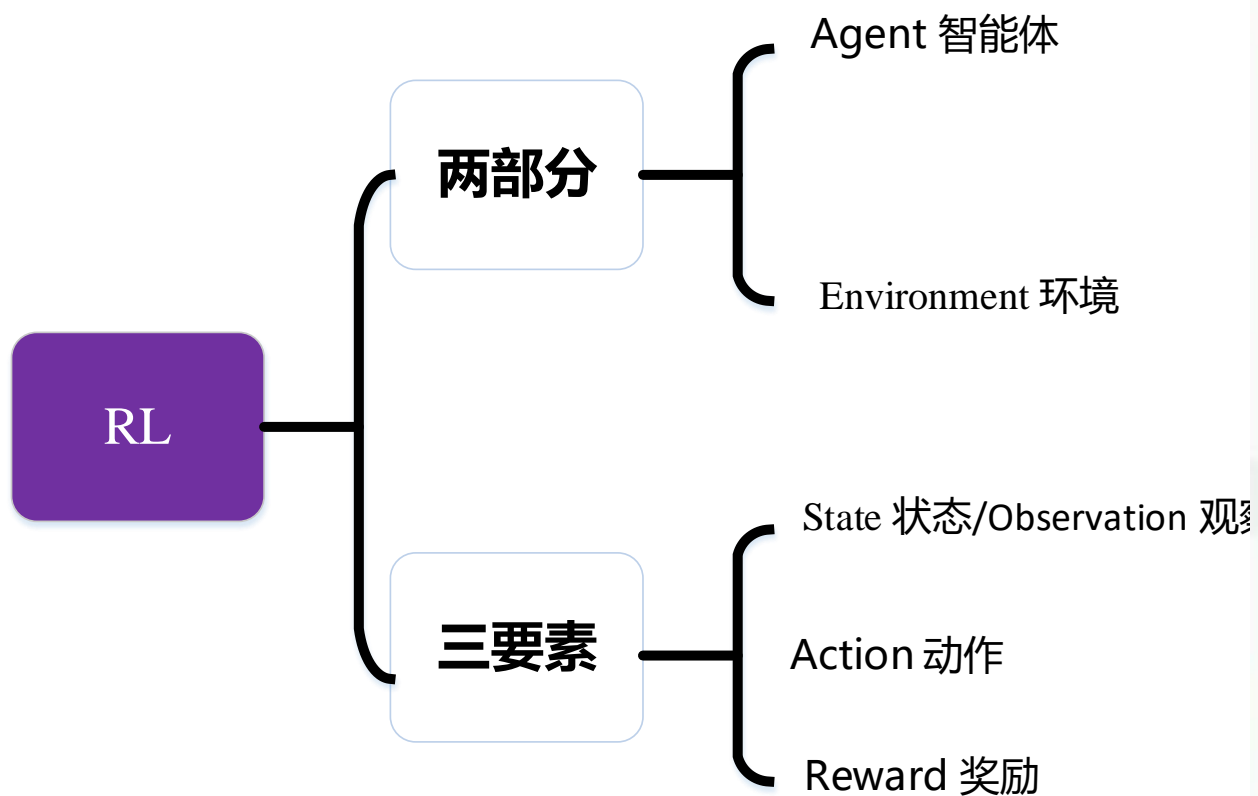 Agent 智能体
两部分
Environment 环境
RL
State 状态/Observation 观
三要素
Action 动作
Reward 奖励